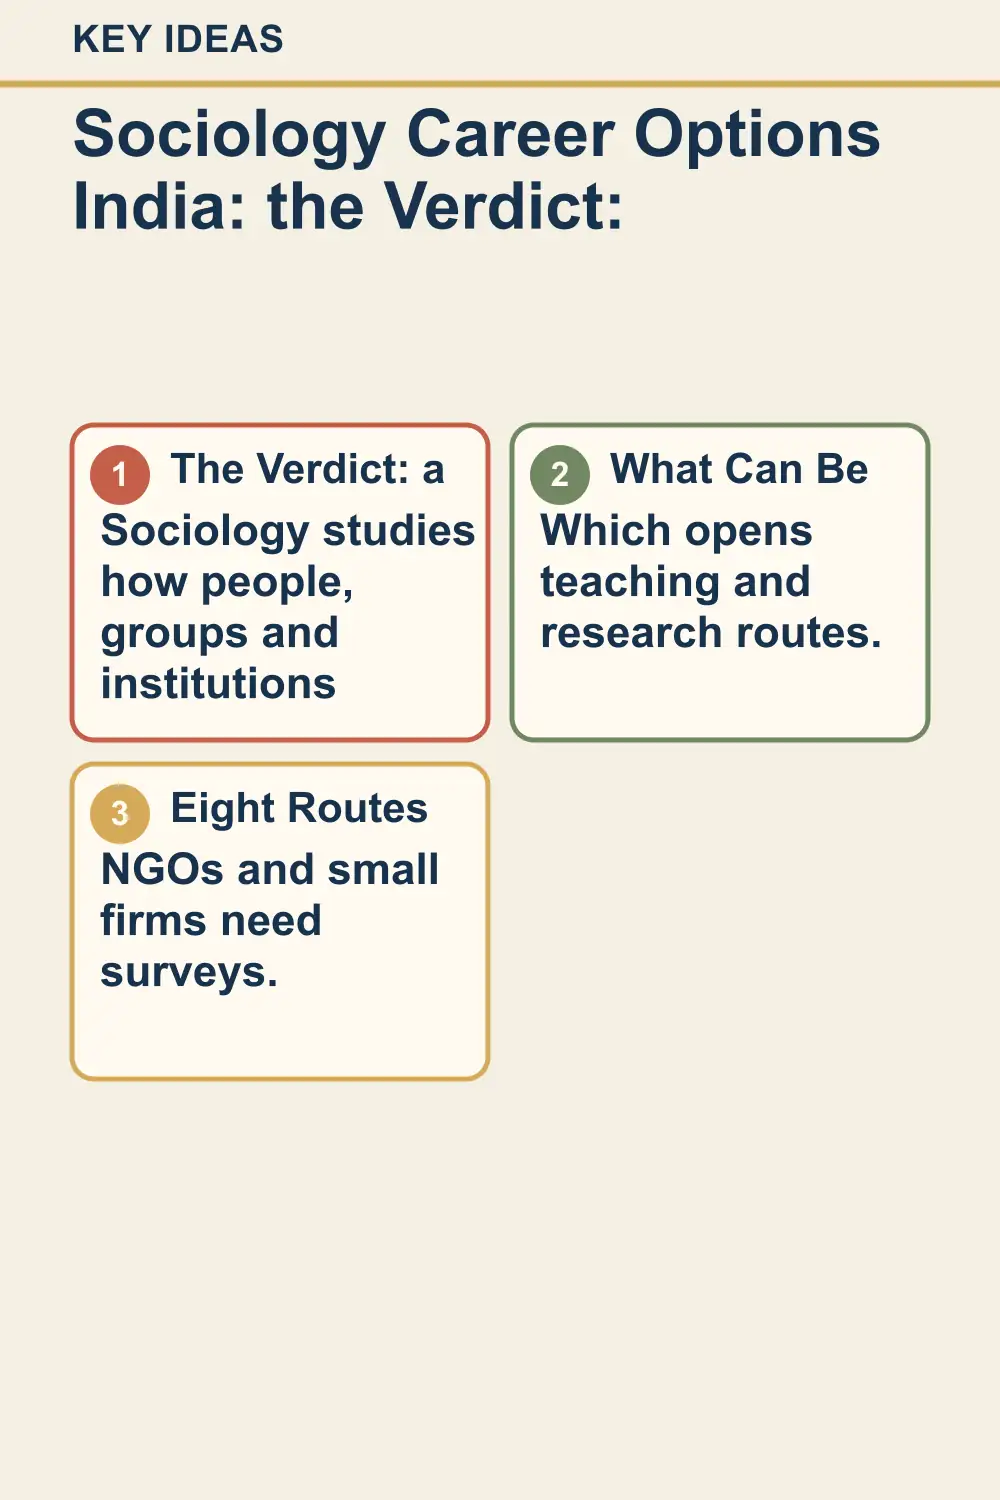 KEY IDEAS
Sociology Career Options
India: the Verdict:
1 The Verdict: a
Sociology studies
how people,
groups and
institutions
2 What Can Be
Which opens
teaching and
research routes.
3 Eight Routes
NGOs and small
firms need
surveys.